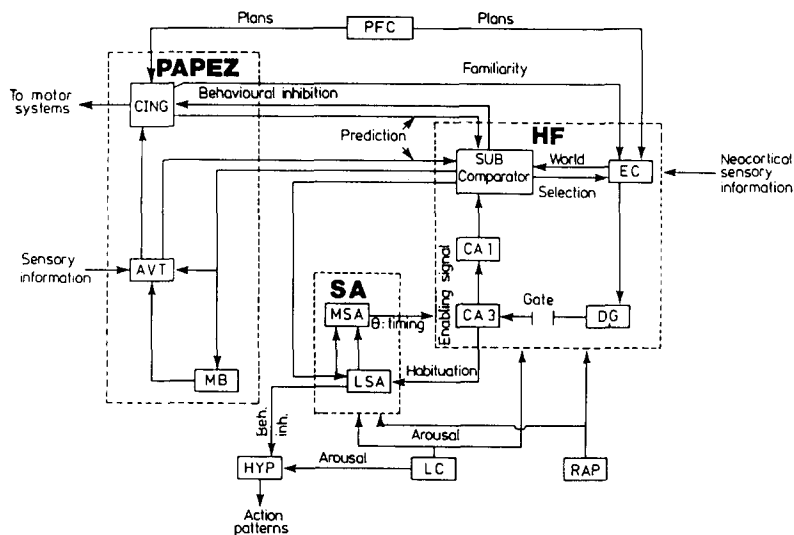 Plans
PFC
Plans
PAPEZ
Familiarity
To motor
systems
CING
Behavioural inhibition
HF
Prediction
SUB
Comparator
World
EC
Neocortical
sensory
information
Selection
CA 1
Sensory
information
AVT
SA
Enabling signal
Gate
MSA
θ: timing
CA 3
DG
MB
LSA
Habituation
Beh.
inh.
Arousal
HYP
Arousal
LC
RAP
Action
patterns